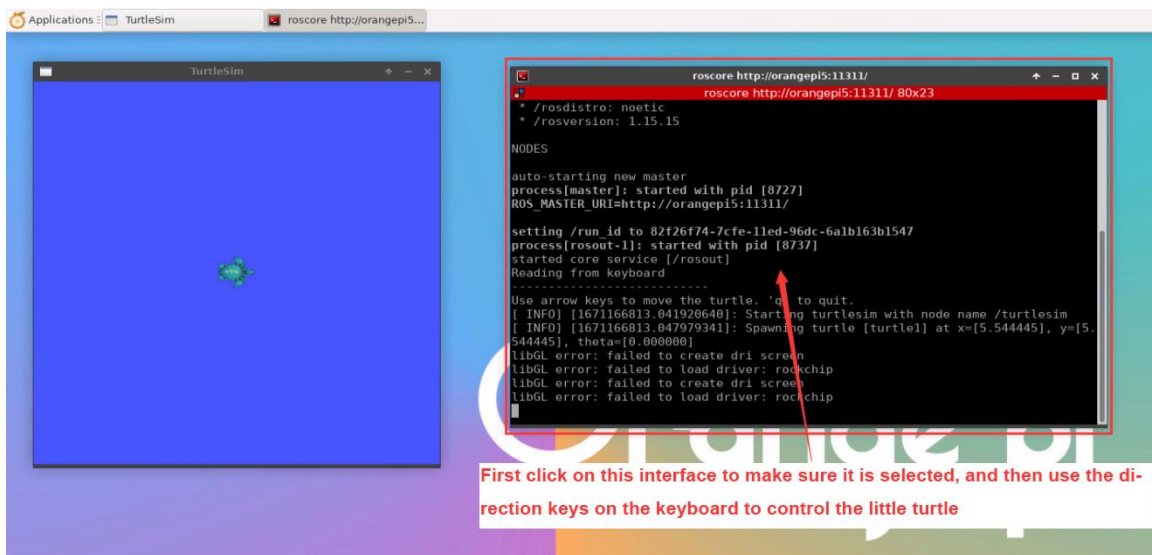 Applications
TurtleSim
roscore http://orangepi5...
TurtleSim
roscore http://orangepi5:11311/
roscore http://orangepi5:11311/ 80x23
* /rosdistro: noetic
* /rosversion: 1.15.15
NODES
auto-starting new master
process[master]: started with pid [8727]
ROS_MASTER_URI=http://orangepi5:11311/
setting /run_id to 82f26f74-7cfe-11ed-96dc-6a1b163b1547
process[rosout-1]: started with pid [8737]
started core service [/rosout]
Reading from keyboard
---------------------------
Use arrow keys to move the turtle. 'q' to quit.
[ INFO] [1671166813.041920640]: Starting turtlesim with node name /turtlesim
[ INFO] [1671166813.047979341]: Spawning turtle [turtle1] at x=[5.544445], y=[5.
544445], theta=[0.000000]
libGL error: failed to create dri screen
libGL error: failed to load driver: rockchip
libGL error: failed to create dri screen
libGL error: failed to load driver: rockchip
Orange pi
First click on this interface to make sure it is selected, and then use the di-
rection keys on the keyboard to control the little turtle